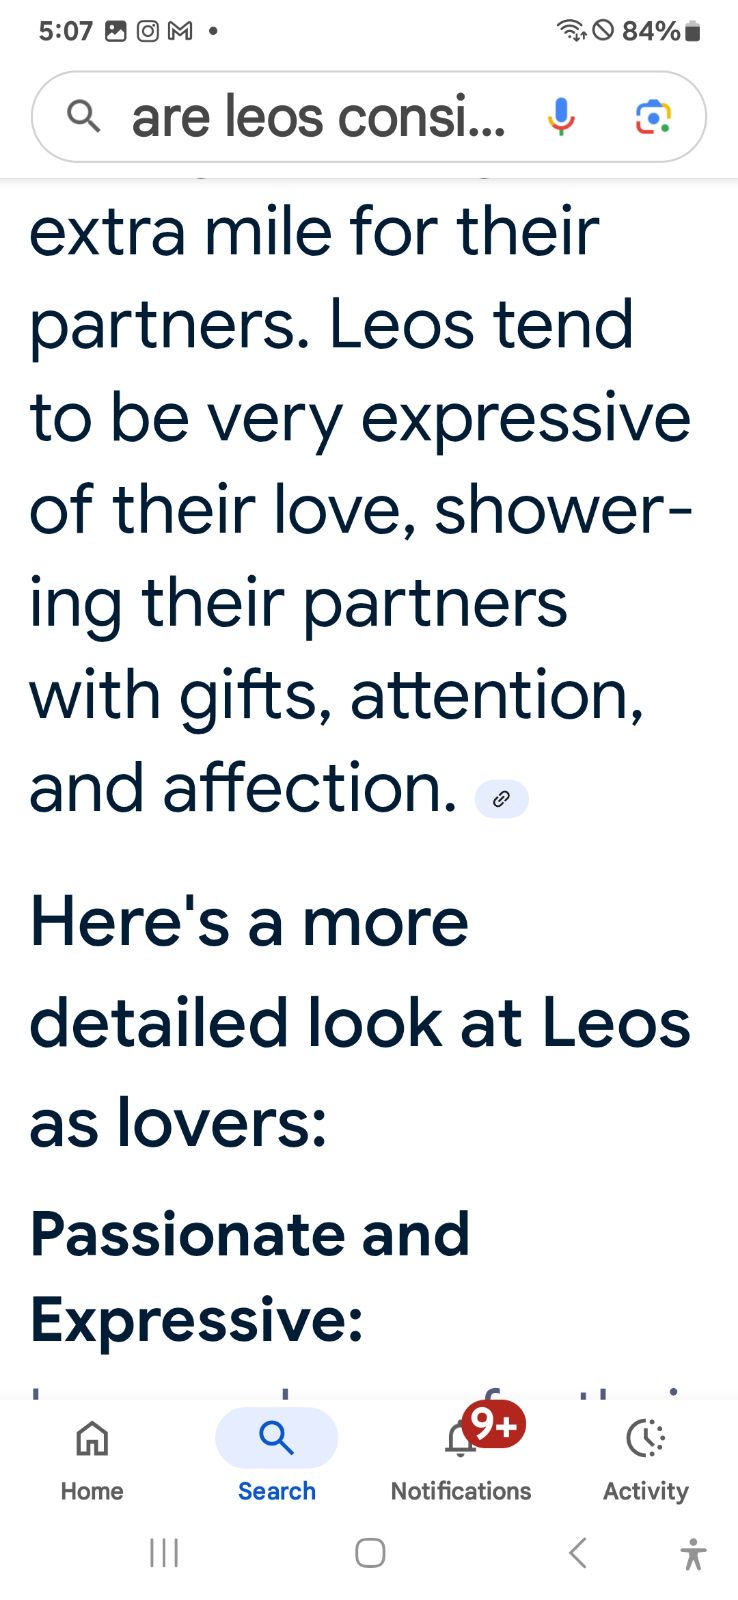 5:07
84%
are leos consi...
extra mile for their
partners. Leos tend
to be very expressive
of their love, shower-
ing their partners
with gifts, attention,
and affection.
Here's a more
detailed look at Leos
as lovers:
Passionate and
Expressive:
9+
Home
Search
Notifications
Activity